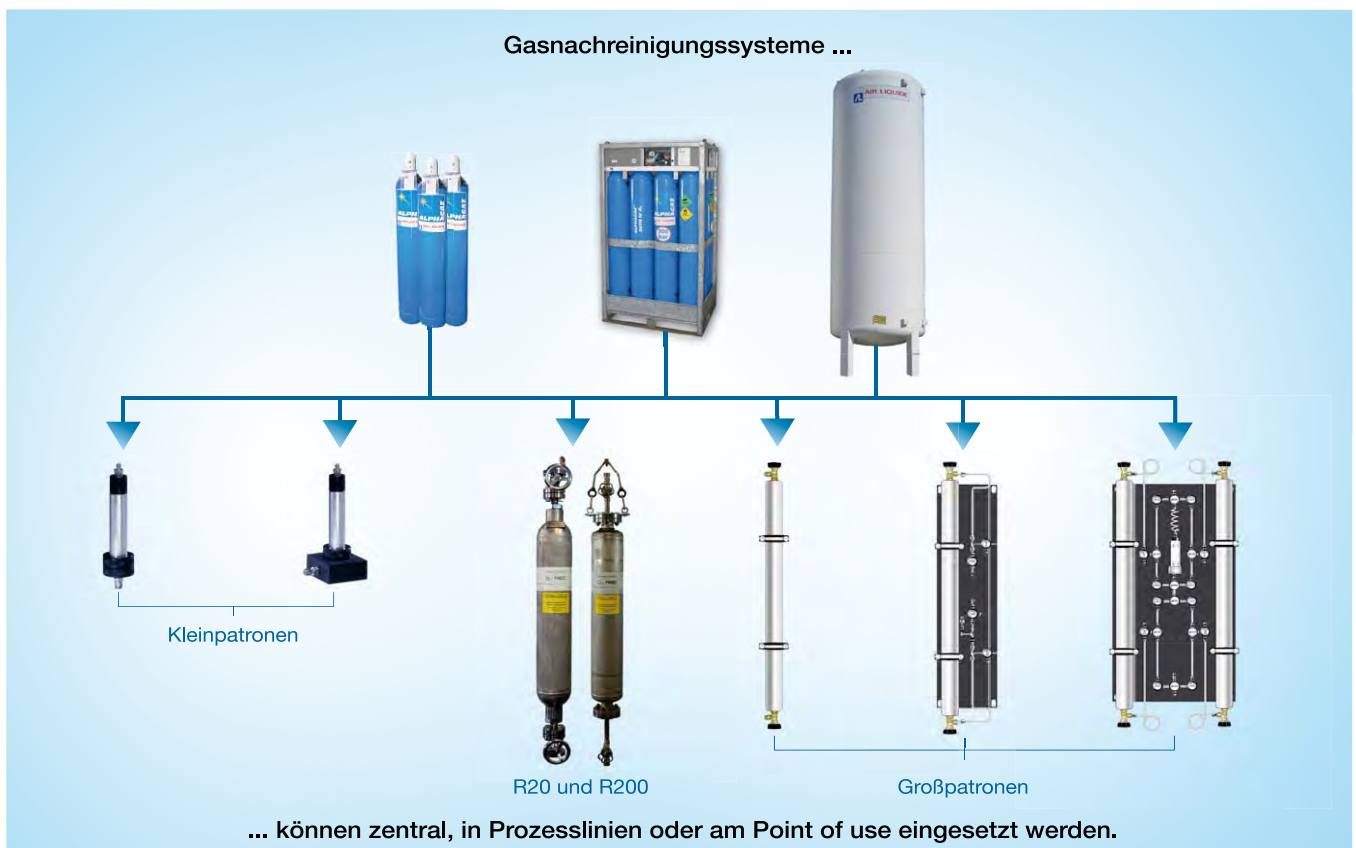 Gasnachreinigungssysteme ...
AIR LIQUIDE
ALPHA
Kleinpatronen
R20 und R200
Großpatronen
... können zentral, in Prozesslinien oder am Point of use eingesetzt werden.